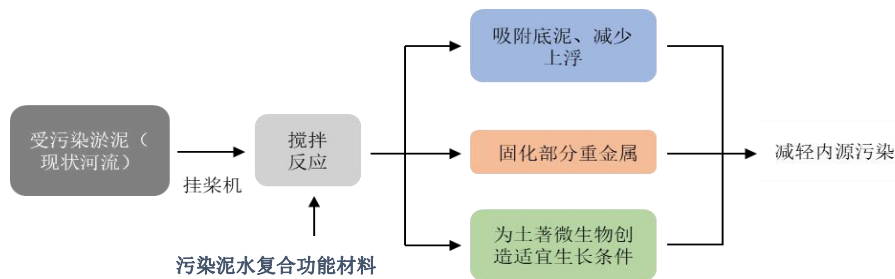 受污染淤泥（
现状河流）
挂浆机
搅拌
反应
污染泥水复合功能材料
吸附底泥、减少
上浮
固化部分重金属
为土著微生物创
造适宜生长条件
减轻内源污染